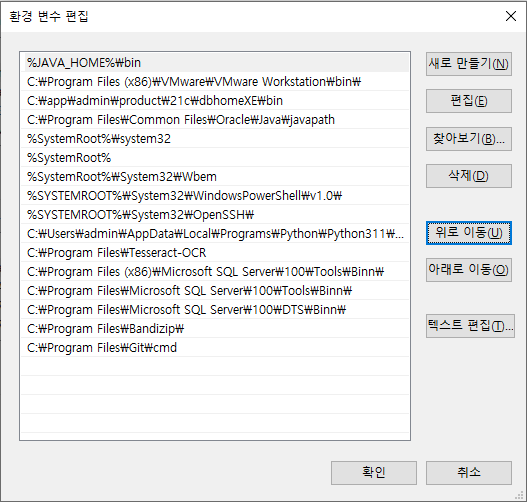 환경 변수 편집
%JAVA_HOME%₩bin
C:₩Program Files (x86)₩VMware₩VMware Workstation₩bin₩
C:₩app₩admin₩product₩21c₩dbhomeXE₩bin
C:₩Program Files₩Common Files₩Oracle₩Java₩javapath
%SystemRoot%₩system32
%SystemRoot%
%SystemRoot%₩System32₩Wbem
%SYSTEMROOT%₩System32₩WindowsPowerShell₩v1.0₩
%SYSTEMROOT%₩System32₩OpenSSH₩
C:₩Users₩admin₩AppData₩Local₩Programs₩Python₩Python311₩...
C:₩Program Files₩Tesseract-OCR
C:₩Program Files (x86)₩Microsoft SQL Server₩100₩Tools₩Binn₩
C:₩Program Files₩Microsoft SQL Server₩100₩Tools₩Binn₩
C:₩Program Files₩Microsoft SQL Server₩100₩DTS₩Binn₩
C:₩Program Files₩Bandizip₩
C:₩Program Files₩Git₩cmd
새로 만들기(N)
편집(E)
찾아보기(B)...
삭제(D)
위로 이동(U)
아래로 이동(O)
텍스트 편집(T)...
확인
취소